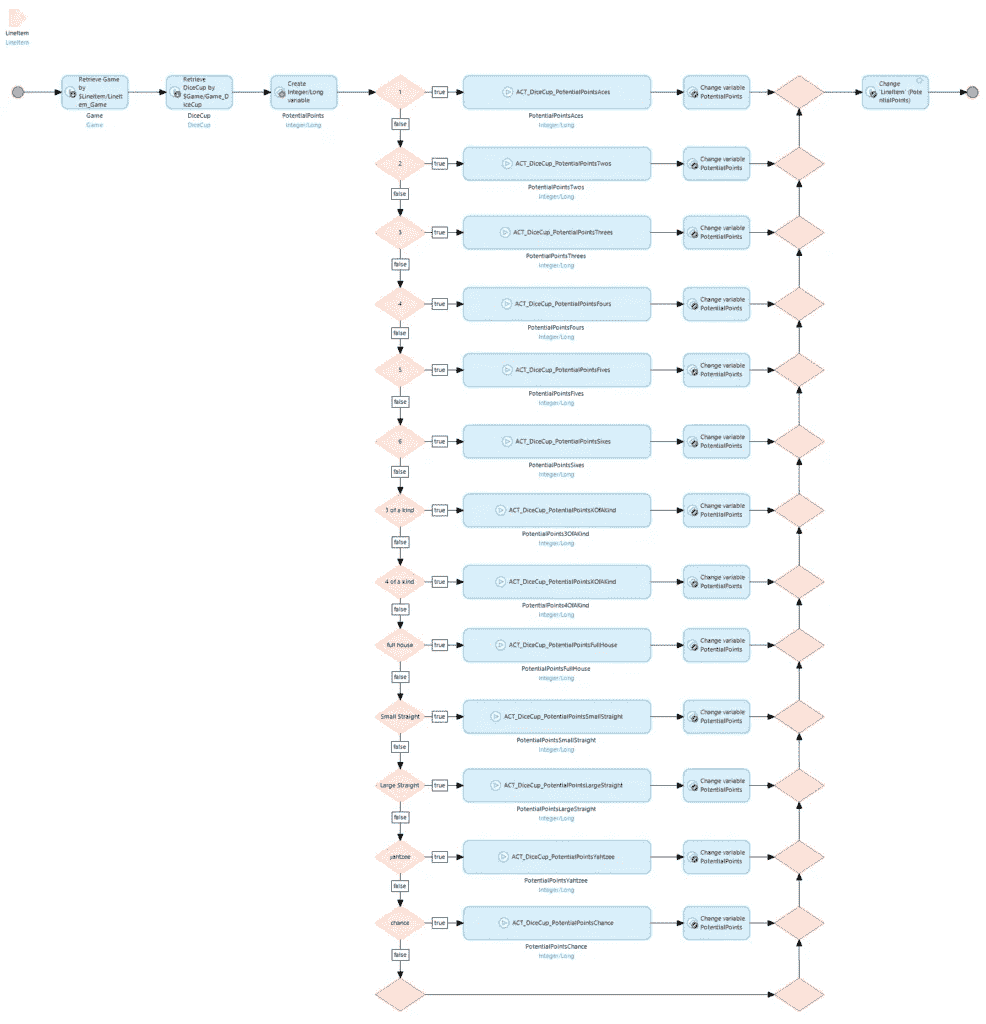 LineItem
LineItem
Retrieve Game
by
$LineItem/LineIt
em_Game
Game
Game
Retrieve
DiceCup by
$Game/Game_D
iceCup
DiceCup
DiceCup
Create
Integer/Long
variable
PotentialPoints
Integer/Long
1
true
ACT_DiceCup_PotentialPointsAces
PotentialPointsAces
Integer/Long
Change variable
PotentialPoints
Change
'LineItem' (Pote
ntialPoints)
false
2
true
ACT_DiceCup_PotentialPointsTwos
PotentialPointsTwos
Integer/Long
Change variable
PotentialPoints
false
3
true
ACT_DiceCup_PotentialPointsThrees
PotentialPointsThrees
Integer/Long
Change variable
PotentialPoints
false
4
true
ACT_DiceCup_PotentialPointsFours
PotentialPointsFours
Integer/Long
Change variable
PotentialPoints
false
5
true
ACT_DiceCup_PotentialPointsFives
PotentialPointsFives
Integer/Long
Change variable
PotentialPoints
false
6
true
ACT_DiceCup_PotentialPointsSixes
PotentialPointsSixes
Integer/Long
Change variable
PotentialPoints
false
3 of a kind
true
ACT_DiceCup_PotentialPointsXOfAKind
PotentialPoints3OfAKind
Integer/Long
Change variable
PotentialPoints
false
4 of a kind
true
ACT_DiceCup_PotentialPointsXOfAKind
PotentialPoints4OfAKind
Integer/Long
Change variable
PotentialPoints
false
full house
true
ACT_DiceCup_PotentialPointsFullHouse
PotentialPointsFullHouse
Integer/Long
Change variable
PotentialPoints
false
Small Straight
true
ACT_DiceCup_PotentialPointsSmallStraight
PotentialPointsSmallStraight
Integer/Long
Change variable
PotentialPoints
false
Large Straight
true
ACT_DiceCup_PotentialPointsLargeStraight
PotentialPointsLargeStraight
Integer/Long
Change variable
PotentialPoints
false
yahtzee
true
ACT_DiceCup_PotentialPointsYahtzee
PotentialPointsYahtzee
Integer/Long
Change variable
PotentialPoints
false
chance
true
ACT_DiceCup_PotentialPointsChance
PotentialPointsChance
Integer/Long
Change variable
PotentialPoints
false